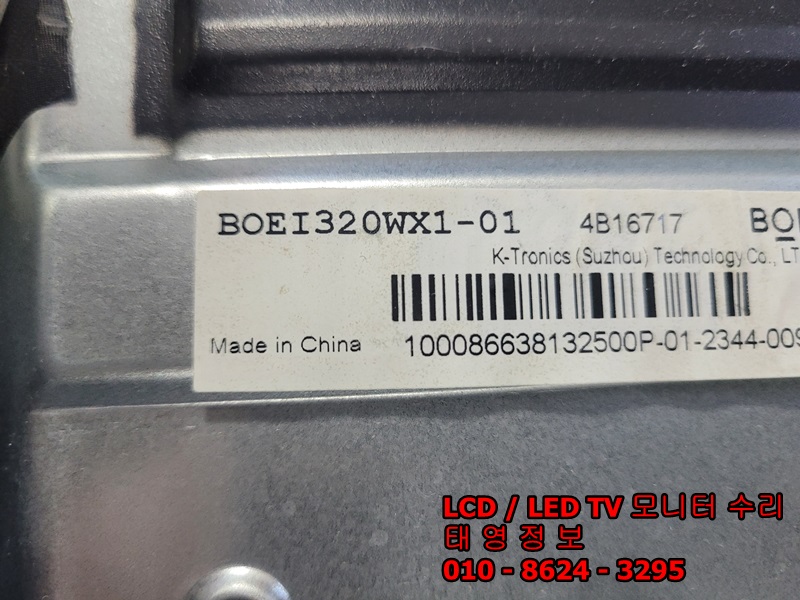 BOEI320WX1-01 4B16717
K-Tronics (Suzhou) Technology Co.,
Made in China 100086638132500P-01-2344-009
LCD / LED TV 모니터 수리
태 영 정 보
010 - 8624 - 3295